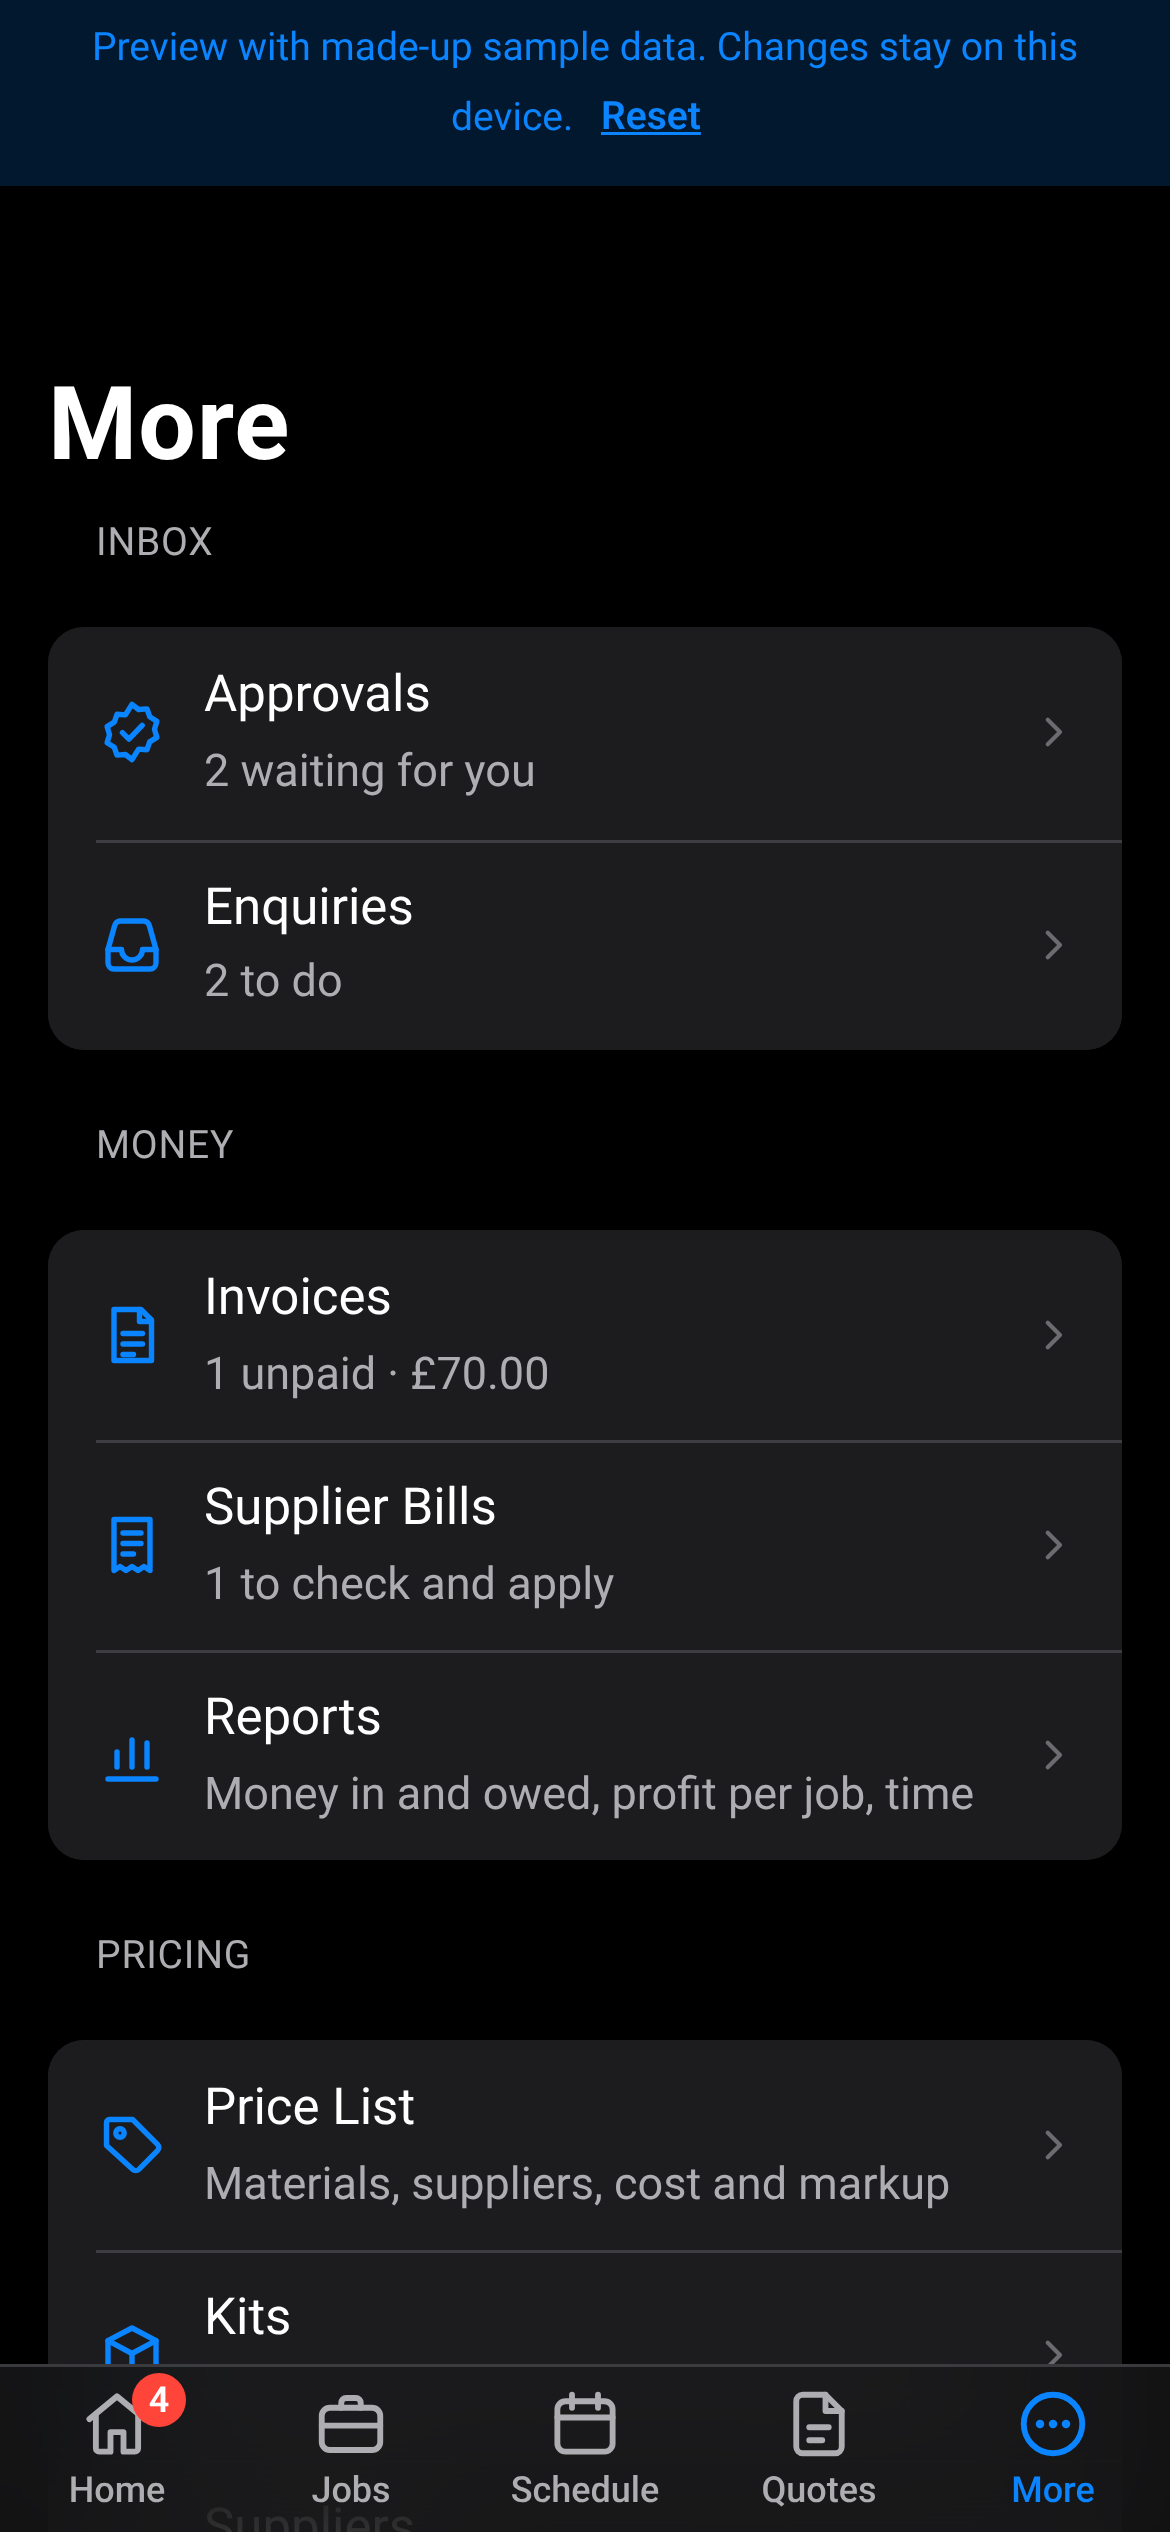 Preview with made-up sample data. Changes stay on this
device. Reset
More
INBOX
Approvals
2 waiting for you
Enquiries
2 to do
MONEY
Invoices
1 unpaid · £70.00
Supplier Bills
1 to check and apply
Reports
Money in and owed, profit per job, time
PRICING
Price List
Materials, suppliers, cost and markup
Kits
4
Home
Jobs
Schedule
Quotes
More
Suppliers